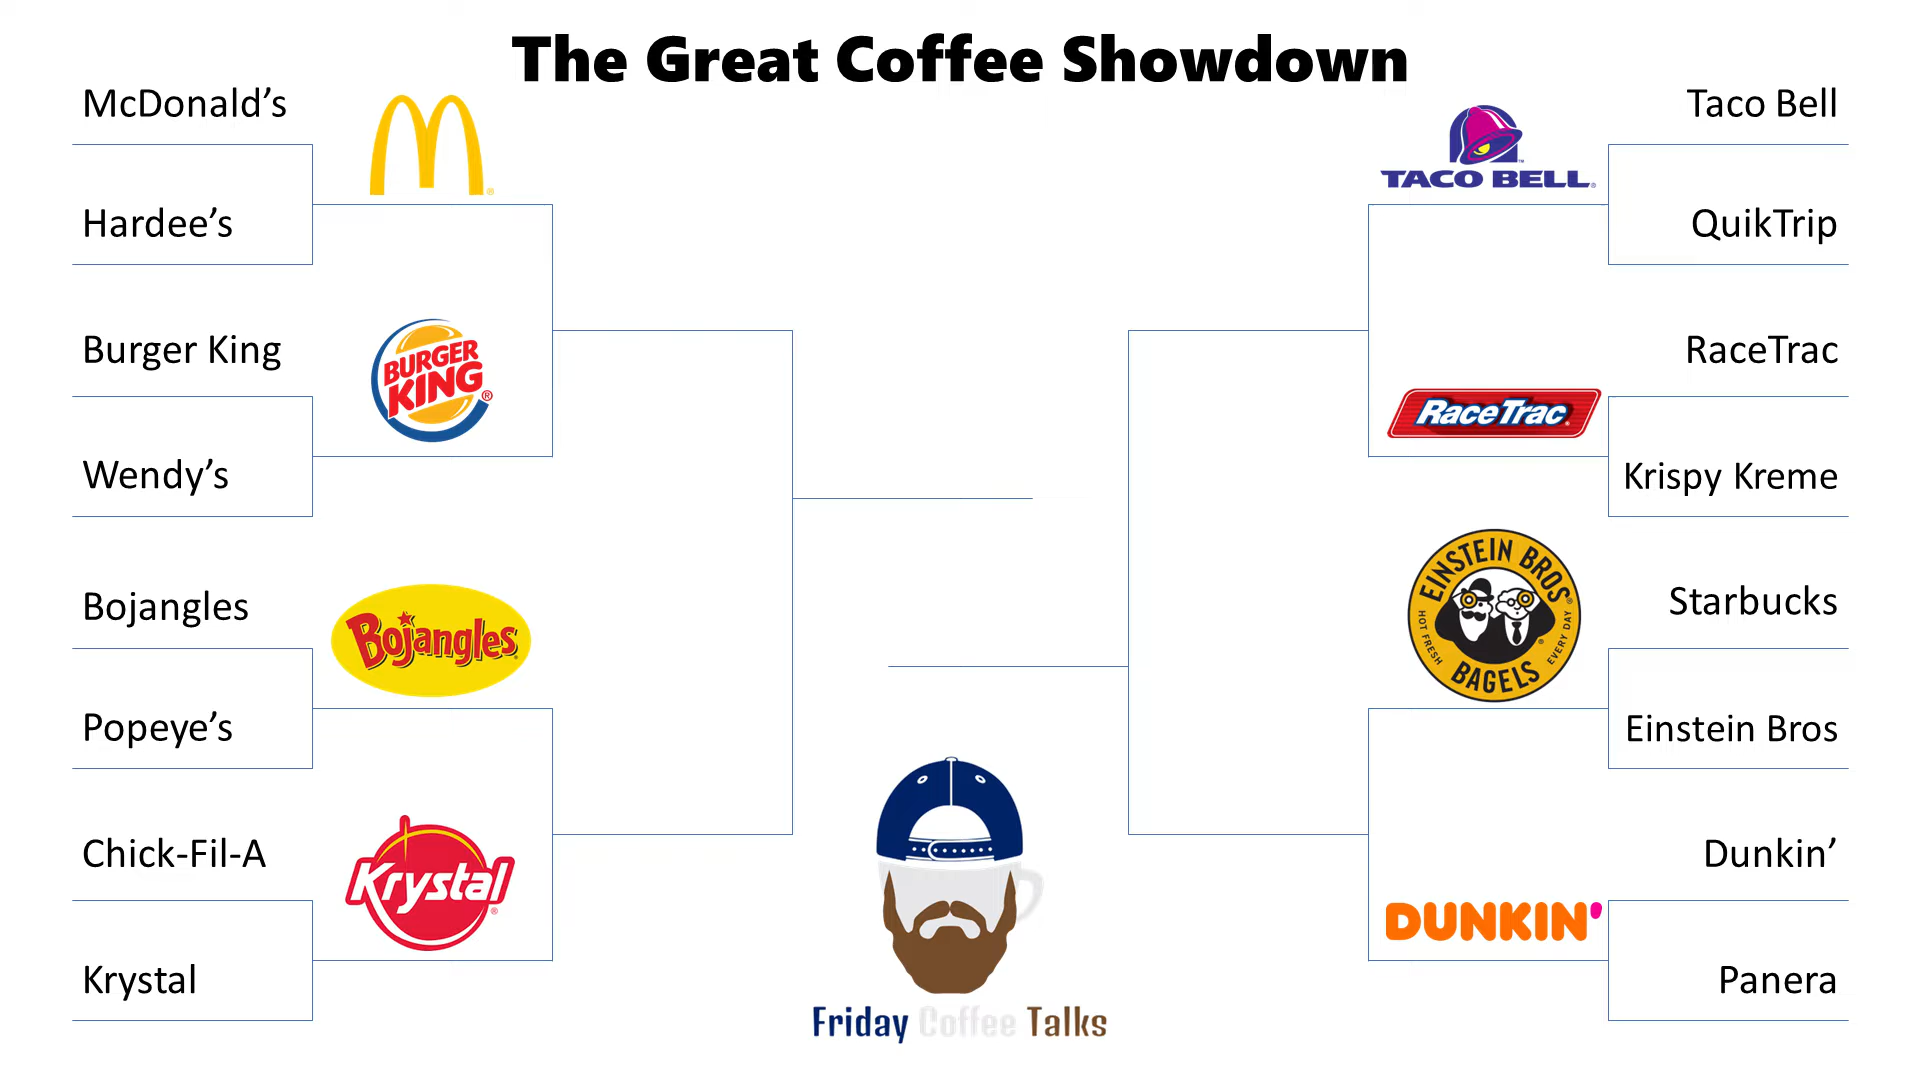 The Great Coffee Showdown
McDonald’s
Hardee’s
Burger King
BURGER
KING
®
Wendy’s
Bojangles
Bojangles
Popeye’s
Chick-Fil-A
Krystal
®
Krystal
Taco Bell
TACO BELL®
QuikTrip
RaceTrac
RaceTrac
Krispy Kreme
Starbucks
EINSTEIN BROS®
HOT FRESH
EVERY DAY
BAGELS
Einstein Bros
Dunkin’
DUNKIN'
Panera
Friday Coffee Talks